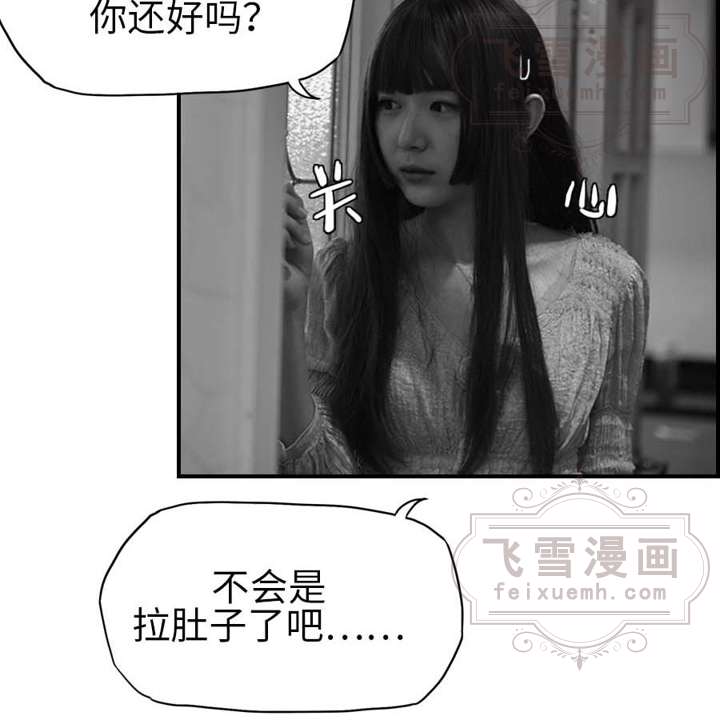 你还好吗?
飞雪漫画
feixuemh.com
关心
飞雪漫画
feixuemh.com
不会是
拉肚子了吧......